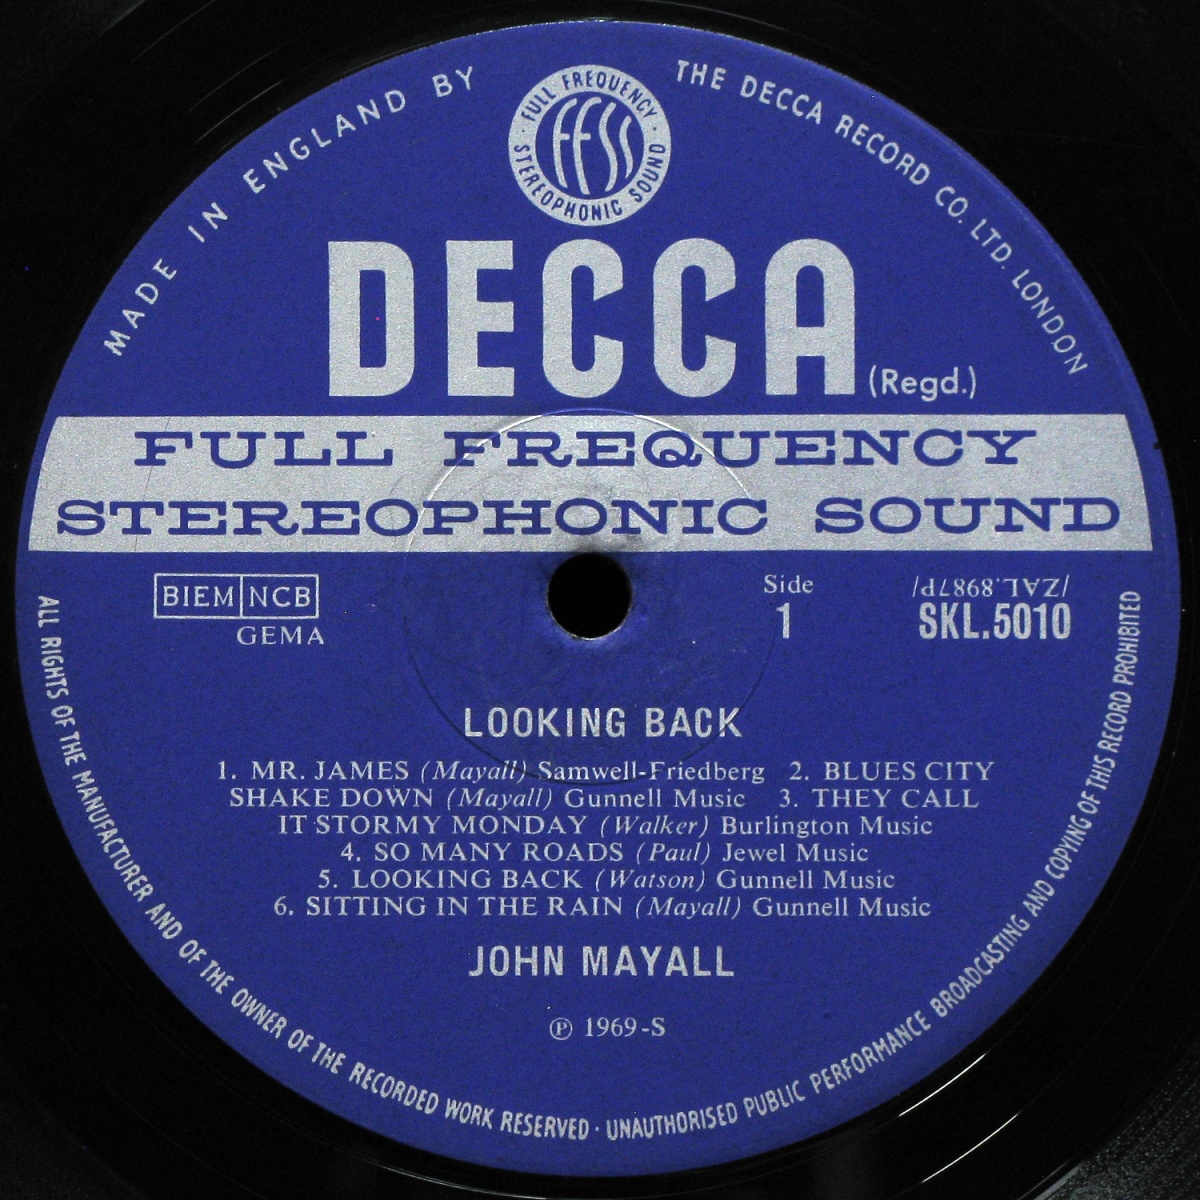 MADE IN ENGLAND BY
THE DECCA RECORD CO. LTD. LONDON
FULL FREQUENCY
STEREOPHONIC SOUND
FFSS
DECCA
(Regd.)
FULL FREQUENCY
STEREOPHONIC SOUND
BIEM NCB
GEMA
Side
1
/ZAL.8987P/
SKL.5010
LOOKING BACK
1. MR. JAMES (Mayall) Samwell-Friedberg 2. BLUES CITY
SHAKE DOWN (Mayall) Gunnell Music 3. THEY CALL
IT STORMY MONDAY (Walker) Burlington Music
4. SO MANY ROADS (Paul) Jewel Music
5. LOOKING BACK (Watson) Gunnell Music
6. SITTING IN THE RAIN (Mayall) Gunnell Music
JOHN MAYALL
℗ 1969-S
ALL RIGHTS OF THE MANUFACTURER AND OF THE OWNER OF THE RECORDED WORK RESERVED · UNAUTHORISED PUBLIC PERFORMANCE BROADCASTING AND COPYING OF THIS RECORD PROHIBITED